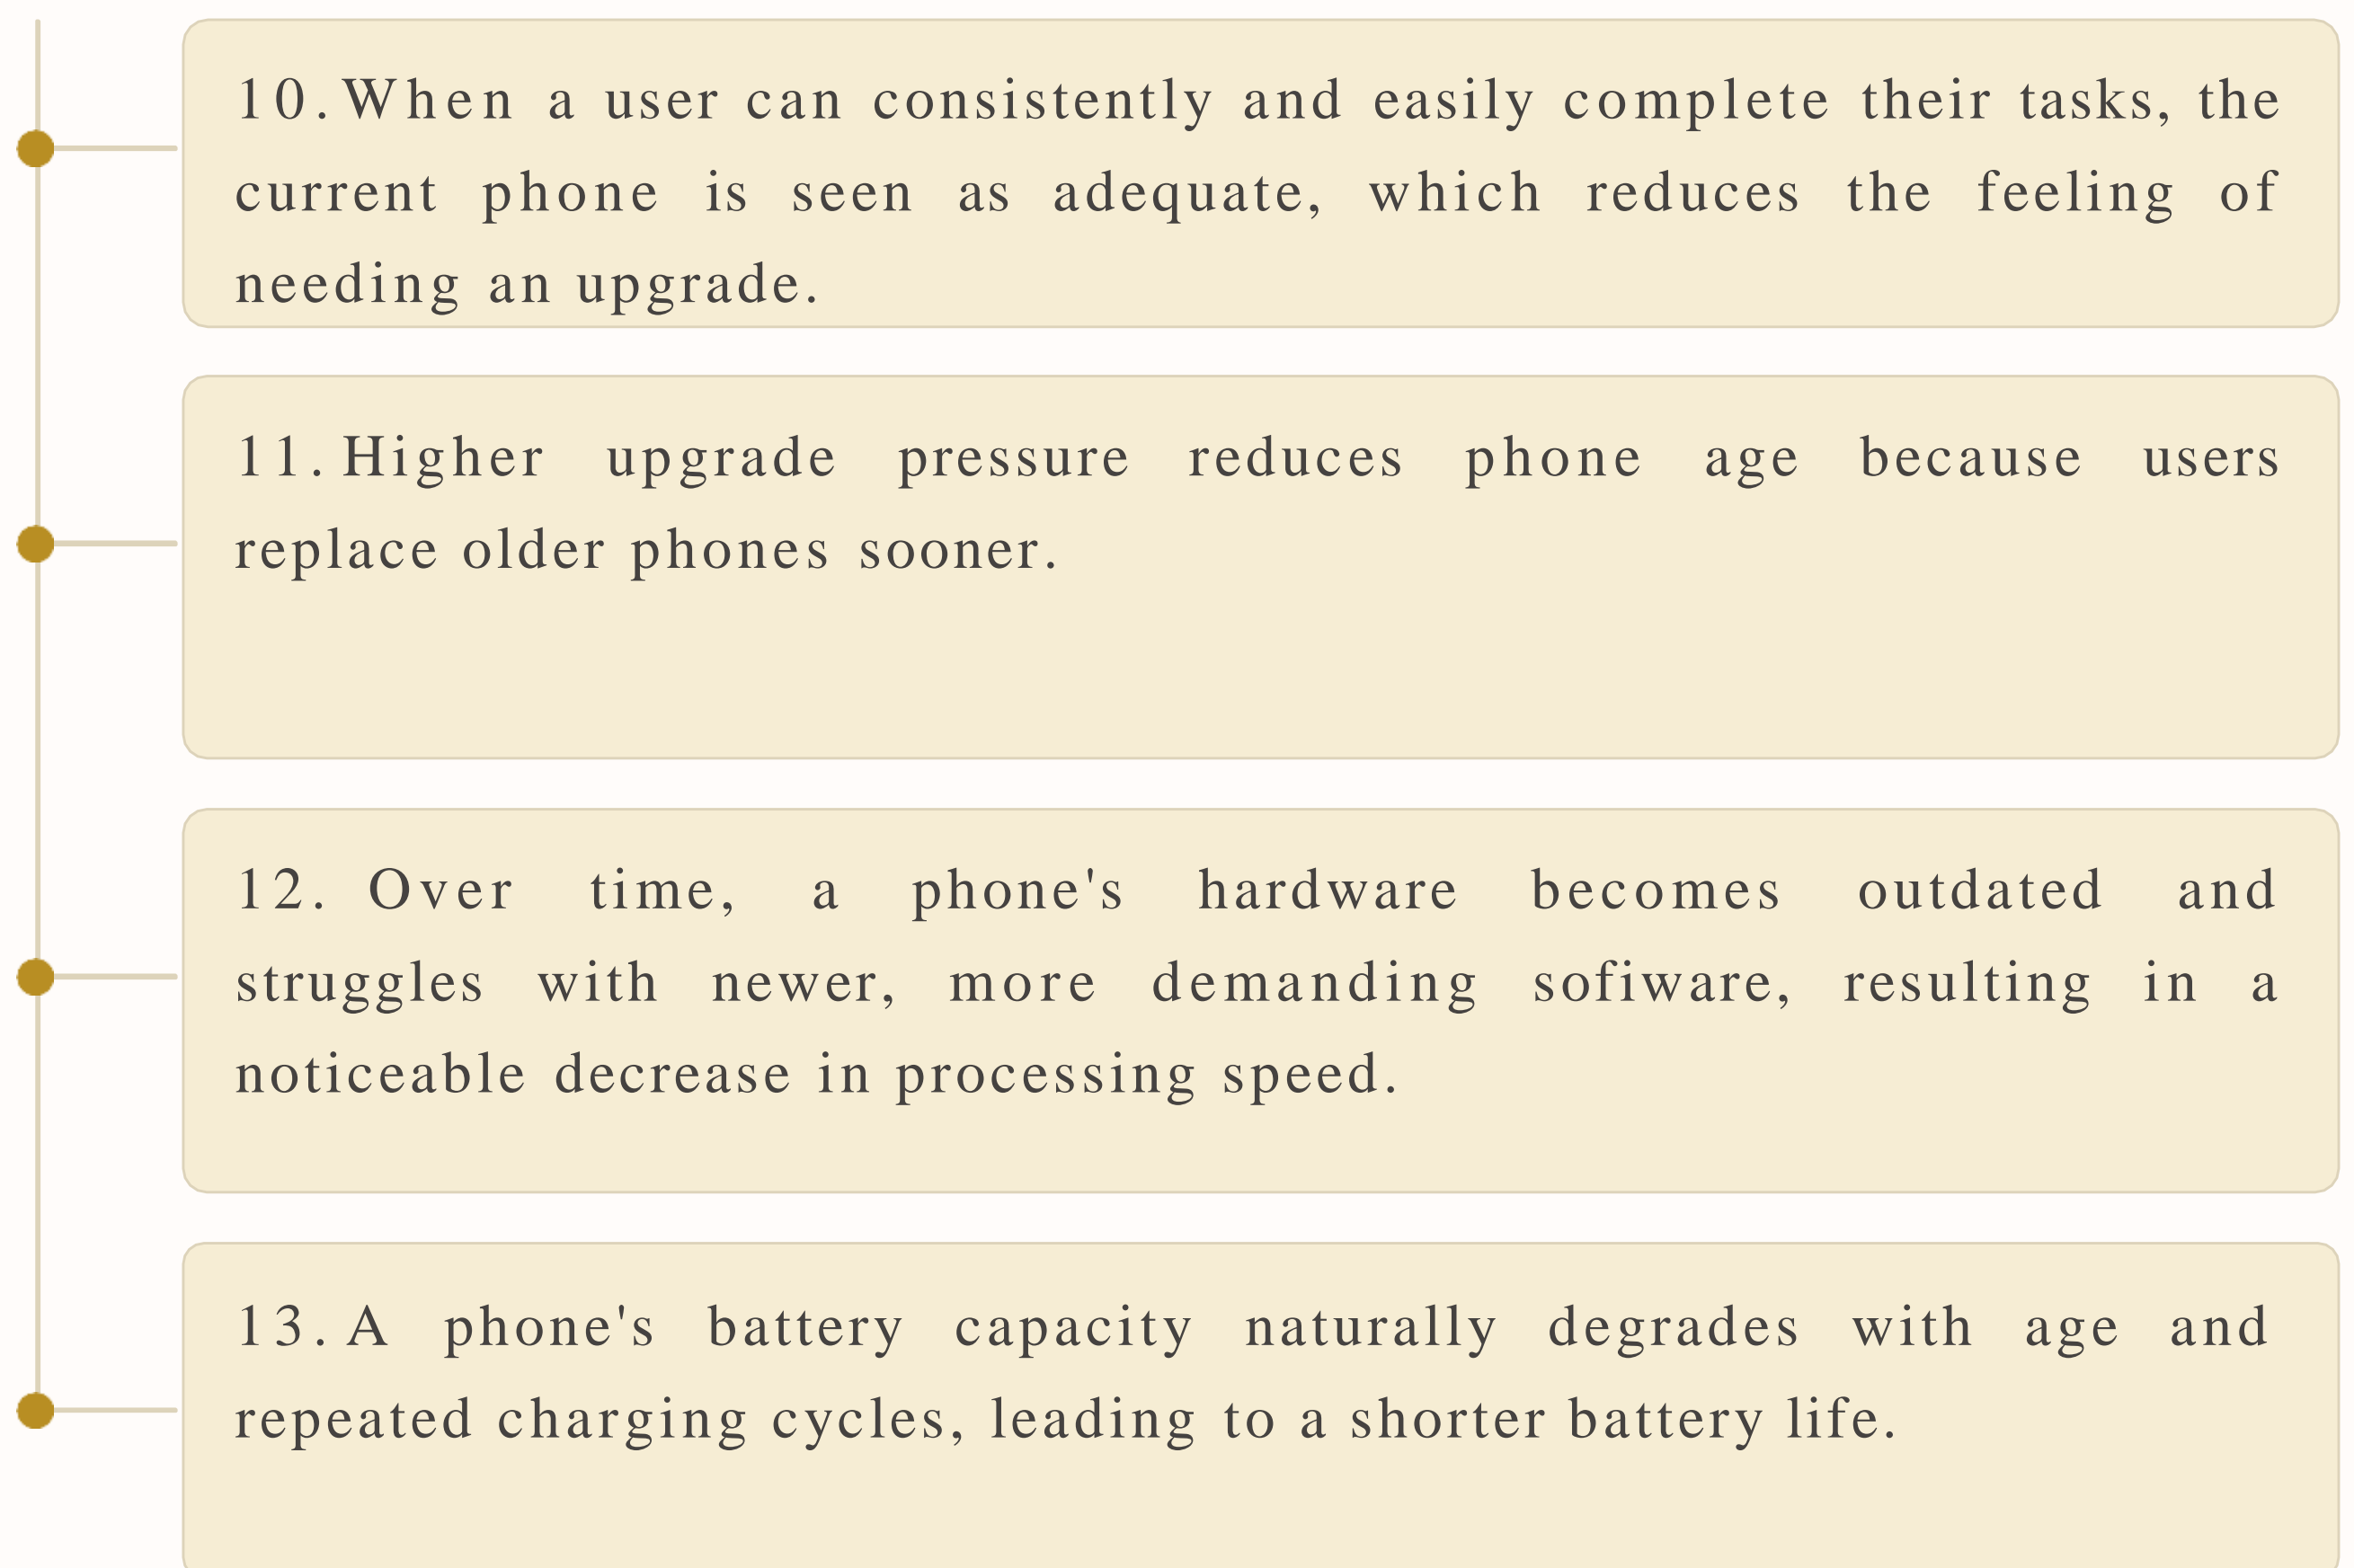 10.When a user can consistently and easily complete their tasks, the
current phone is seen as adequate, which reduces the feeling of
needing an upgrade.
11. Higher upgrade pressure reduces phone age because users
replace older phones sooner.
12. Over time, a phone's hardware becomes outdated and
struggles with newer, more demanding sofiware, resulting in a
noticeable decrease in processing speed.
13. A phone's battery capacity naturally degrades with age and
repeated charging cycles, leading to a shorter battery life.